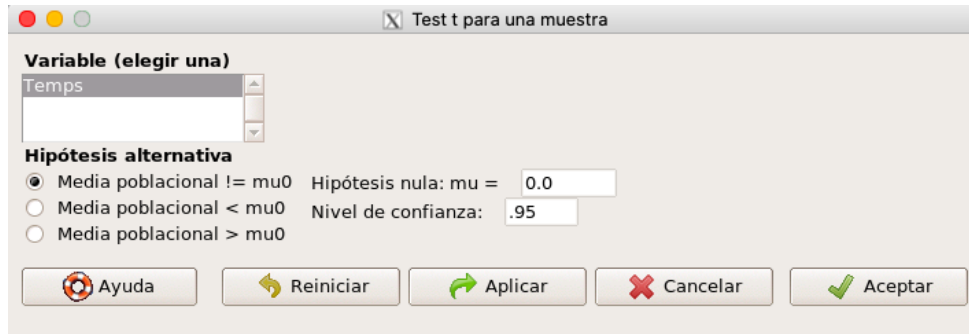 Test t para una muestra
Variable (elegir una)
Temps
Hipótesis alternativa
Media poblacional != mu0 Hipótesis nula: mu = 0.0
Media poblacional < mu0 Nivel de confianza: .95
Media poblacional > mu0
Ayuda Reiniciar Aplicar Cancelar Aceptar